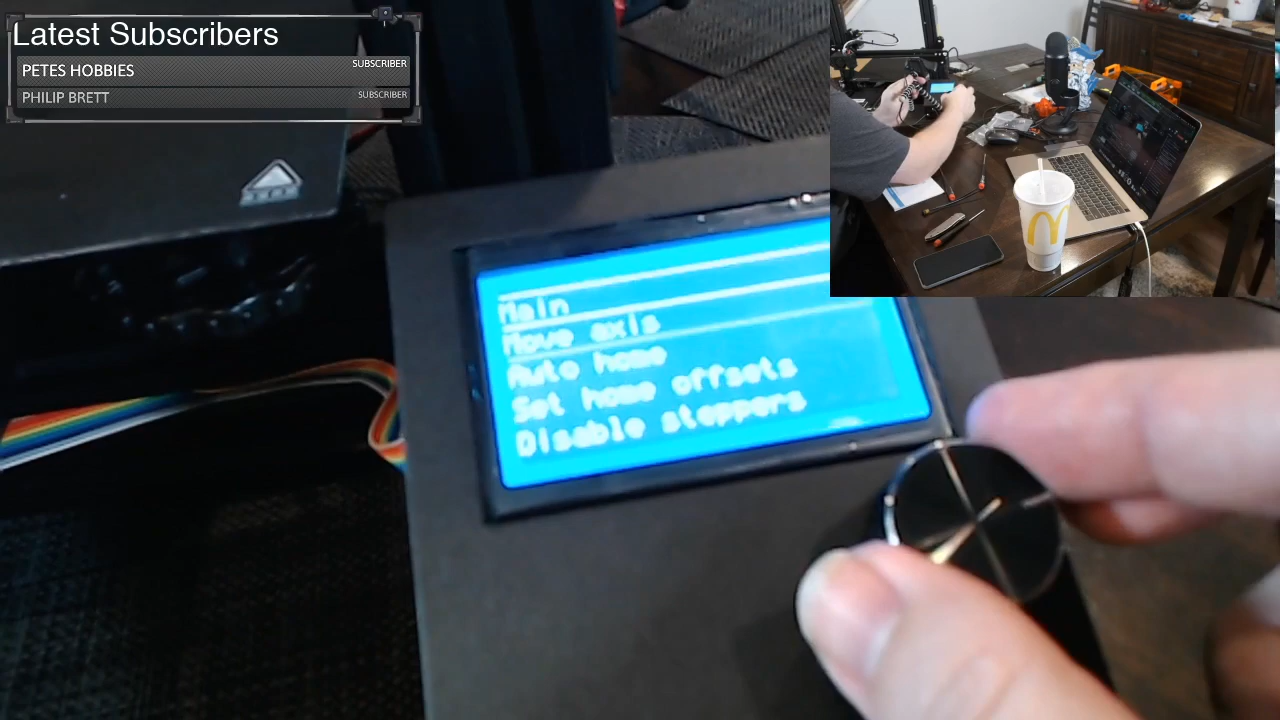 Latest Subscribers
PETES HOBBIES SUBSCRIBER
PHILIP BRETT SUBSCRIBER
Main
Move axis
Auto home
Set home offsets
Disable steppers